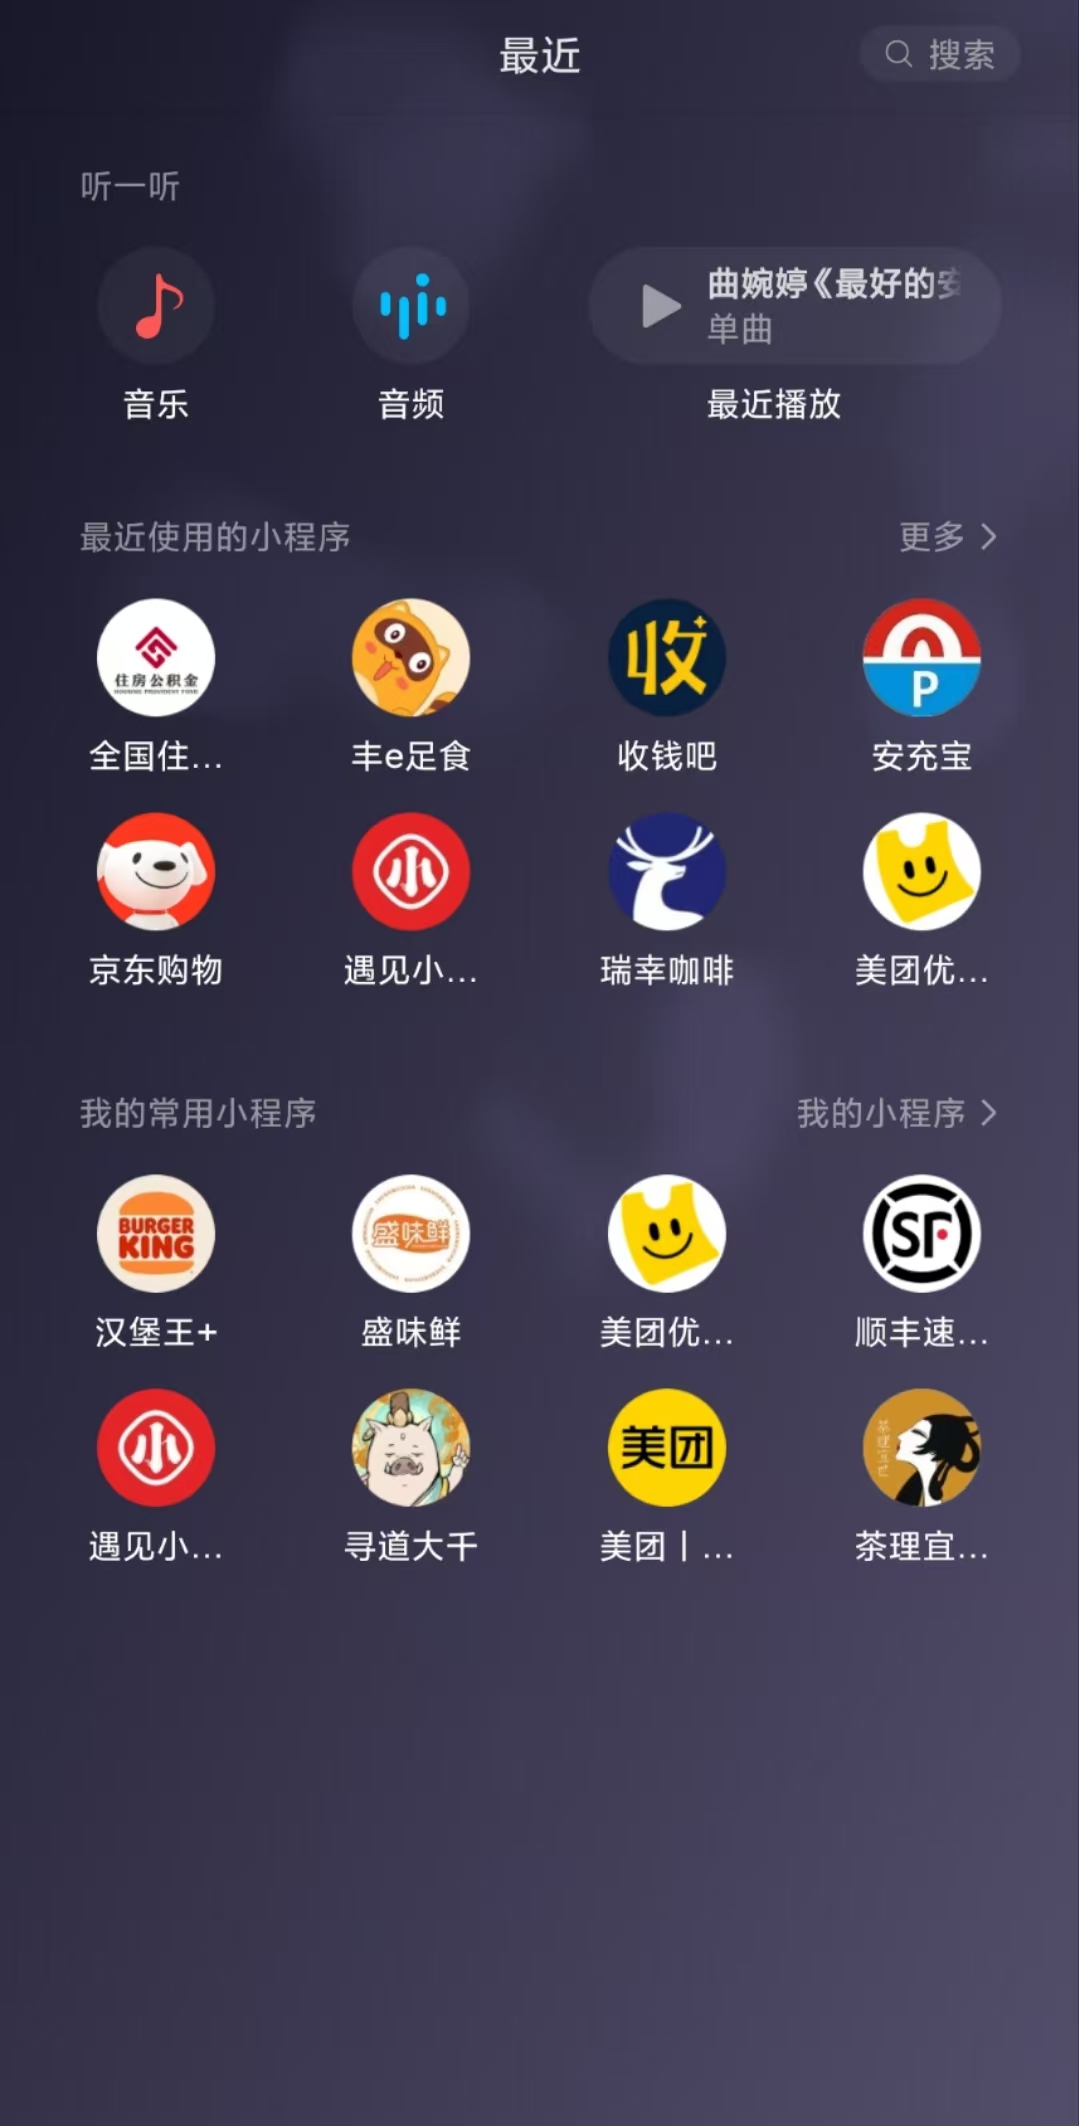 最近
搜索
听一听
曲婉婷《最好的安
单曲
音乐
音频
最近播放
最近使用的小程序
更多
住房公积金
HOUSING PROVIDENT FUND
收
P
全国住...
丰e足食
收钱吧
安充宝
小
京东购物
遇见小...
瑞幸咖啡
美团优...
我的常用小程序
我的小程序
BURGER
KING
盛味鲜
SF
汉堡王+
盛味鲜
美团优...
顺丰速...
小
美团
遇见小...
寻道大千
美团丨...
茶理宜...